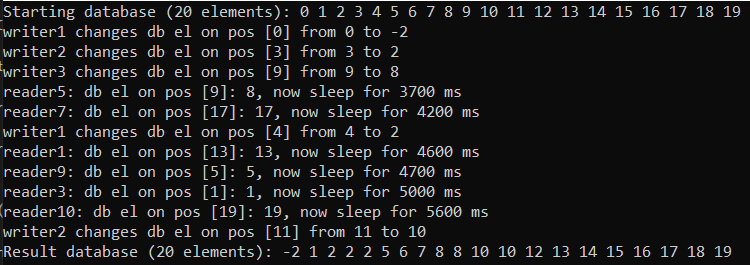 Starting database (20 elements): 0 1 2 3 4 5 6 7 8 9 10 11 12 13 14 15 16 17 18 19
writer1 changes db el on pos [0] from 0 to -2
writer2 changes db el on pos [3] from 3 to 2
writer3 changes db el on pos [9] from 9 to 8
reader5: db el on pos [9]: 8, now sleep for 3700 ms
reader7: db el on pos [17]: 17, now sleep for 4200 ms
writer1 changes db el on pos [4] from 4 to 2
reader1: db el on pos [13]: 13, now sleep for 4600 ms
reader9: db el on pos [5]: 5, now sleep for 4700 ms
reader3: db el on pos [1]: 1, now sleep for 5000 ms
reader10: db el on pos [19]: 19, now sleep for 5600 ms
writer2 changes db el on pos [11] from 11 to 10
Result database (20 elements): -2 1 2 2 2 5 6 7 8 8 10 10 12 13 14 15 16 17 18 19